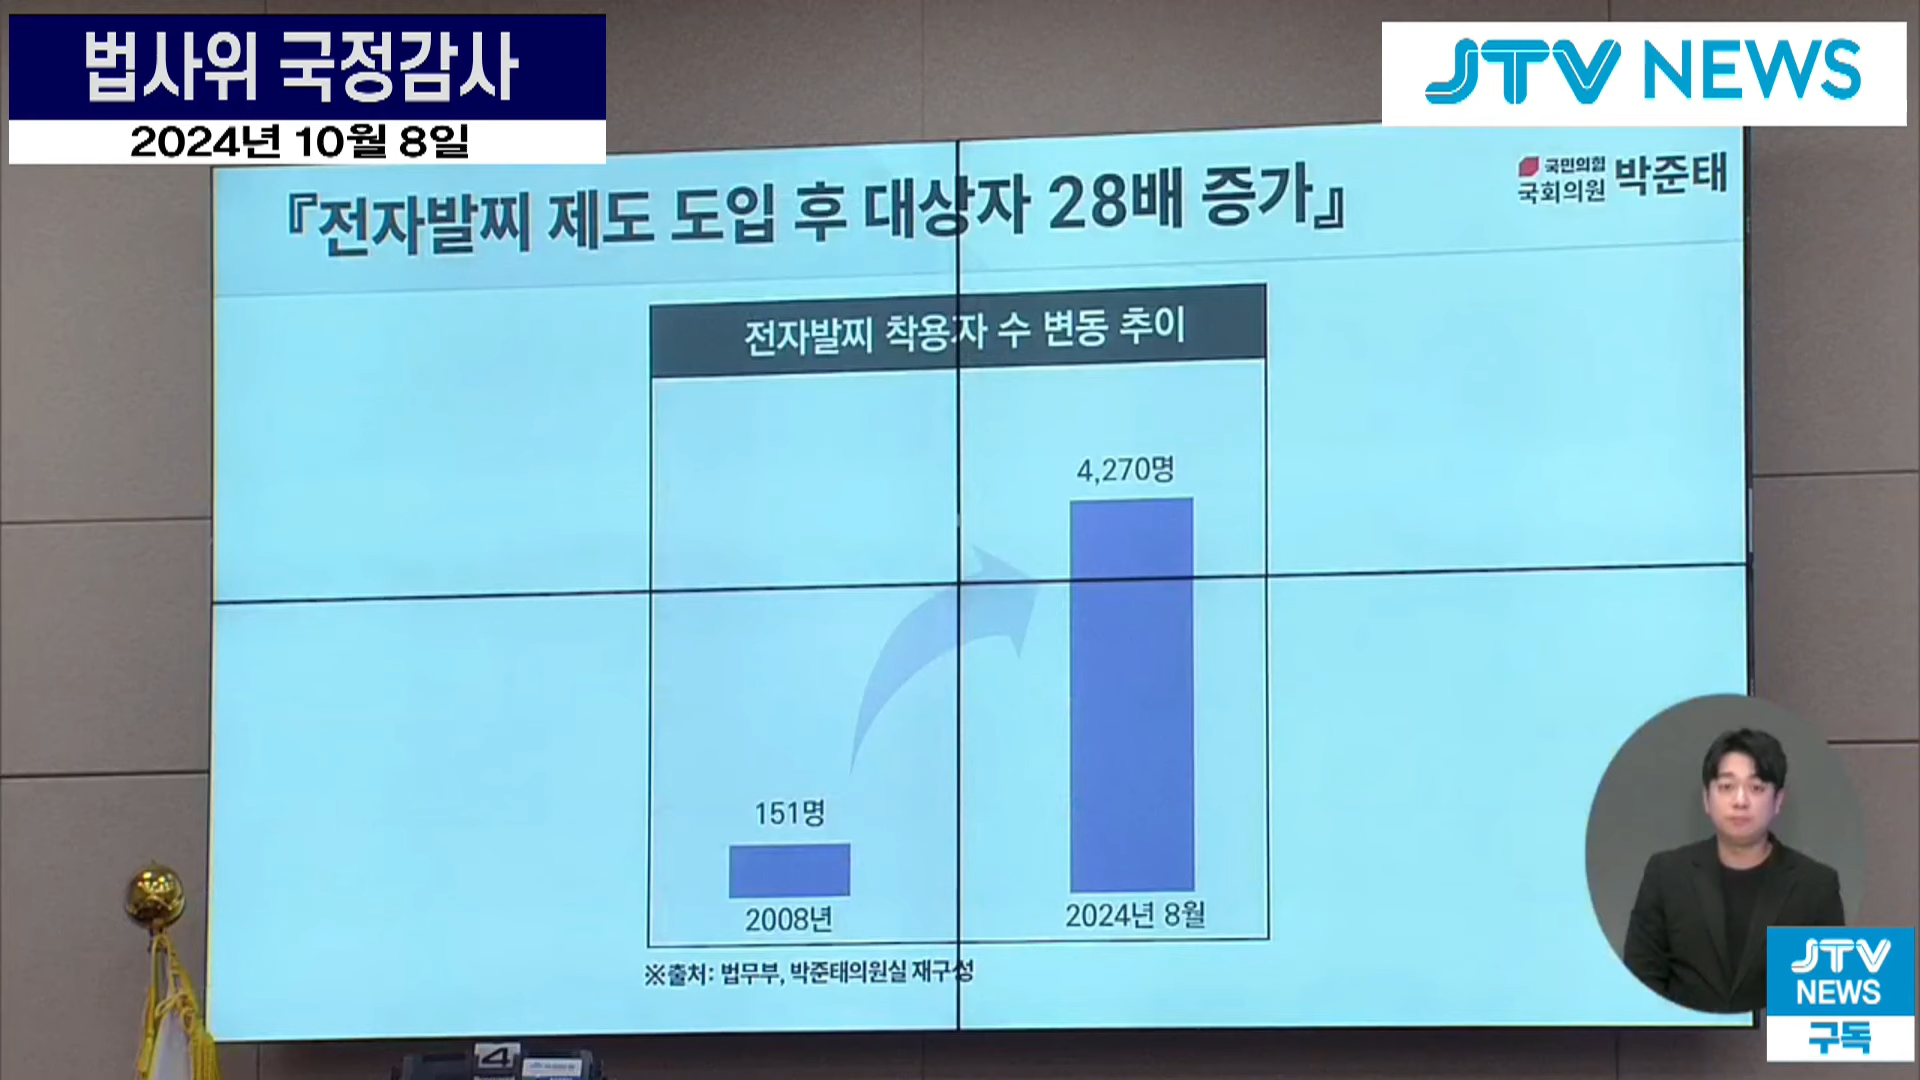 법사위 국정감사
2024년 10월 8일
JTV NEWS
『전자발찌 제도 도입 후 대상자 28배 증가』
국민의힘
국회의원 박준태
전자발찌 착용자 수 변동 추이
4,270명
151명
2008년
2024년 8월
※출처: 법무부, 박준태의원실 재구성
4
JTV
NEWS
구독